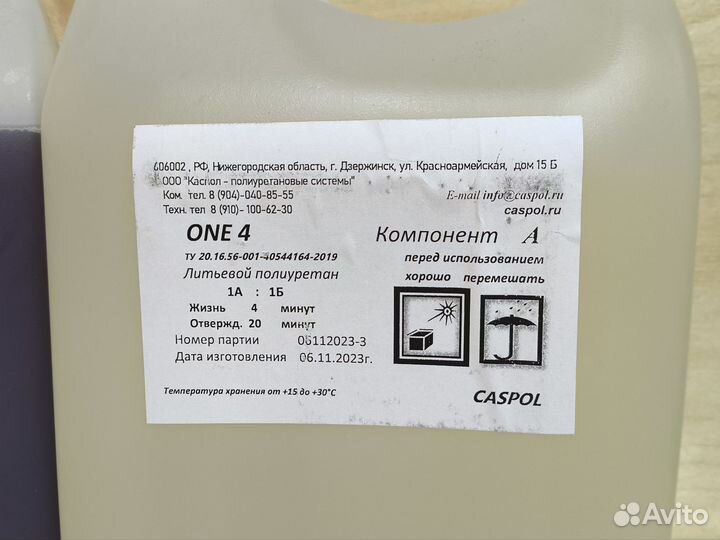 606002 , РФ, Нижегородская область, г. Дзержинск, ул. Красноармейская, дом 15 Б
ООО "Каспол - полиуретановые системы"
Ком. тел. 8 (904)-040-85-55
E-mail info@caspol.ru
Техн. тел 8 (910)- 100-62-30
caspol.ru
ONE 4
Компонент А
ТУ 20.16.56-001-40544164-2019
перед использованием
Литьевой полиуретан
хорошо перемешать
1А : 1Б
Жизнь 4 минут
Отвержд. 20 минут
Номер партии 06112023-3
Дата изготовления 06.11.2023г.
Температура хранения от +15 до +30°С
CASPOL
Avito